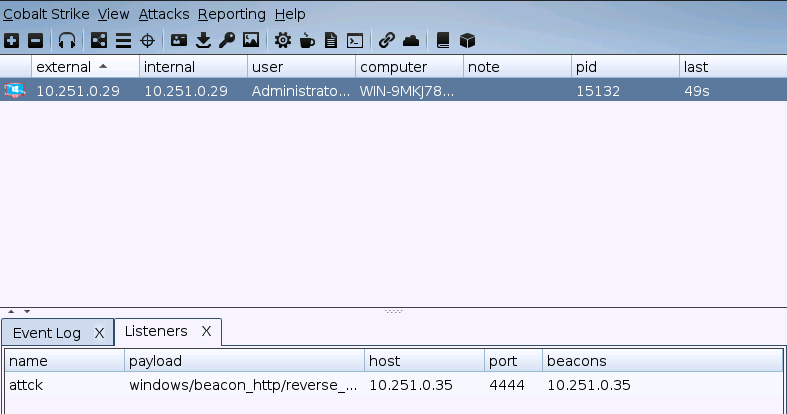 Cobalt Strike View Attacks Reporting Help
external internal user computer note pid last
10.251.0.29 10.251.0.29 Administrato... WIN-9MKJ78... 15132 49s
Event Log X Listeners X
name payload host port beacons
attck windows/beacon_http/reverse_... 10.251.0.35 4444 10.251.0.35